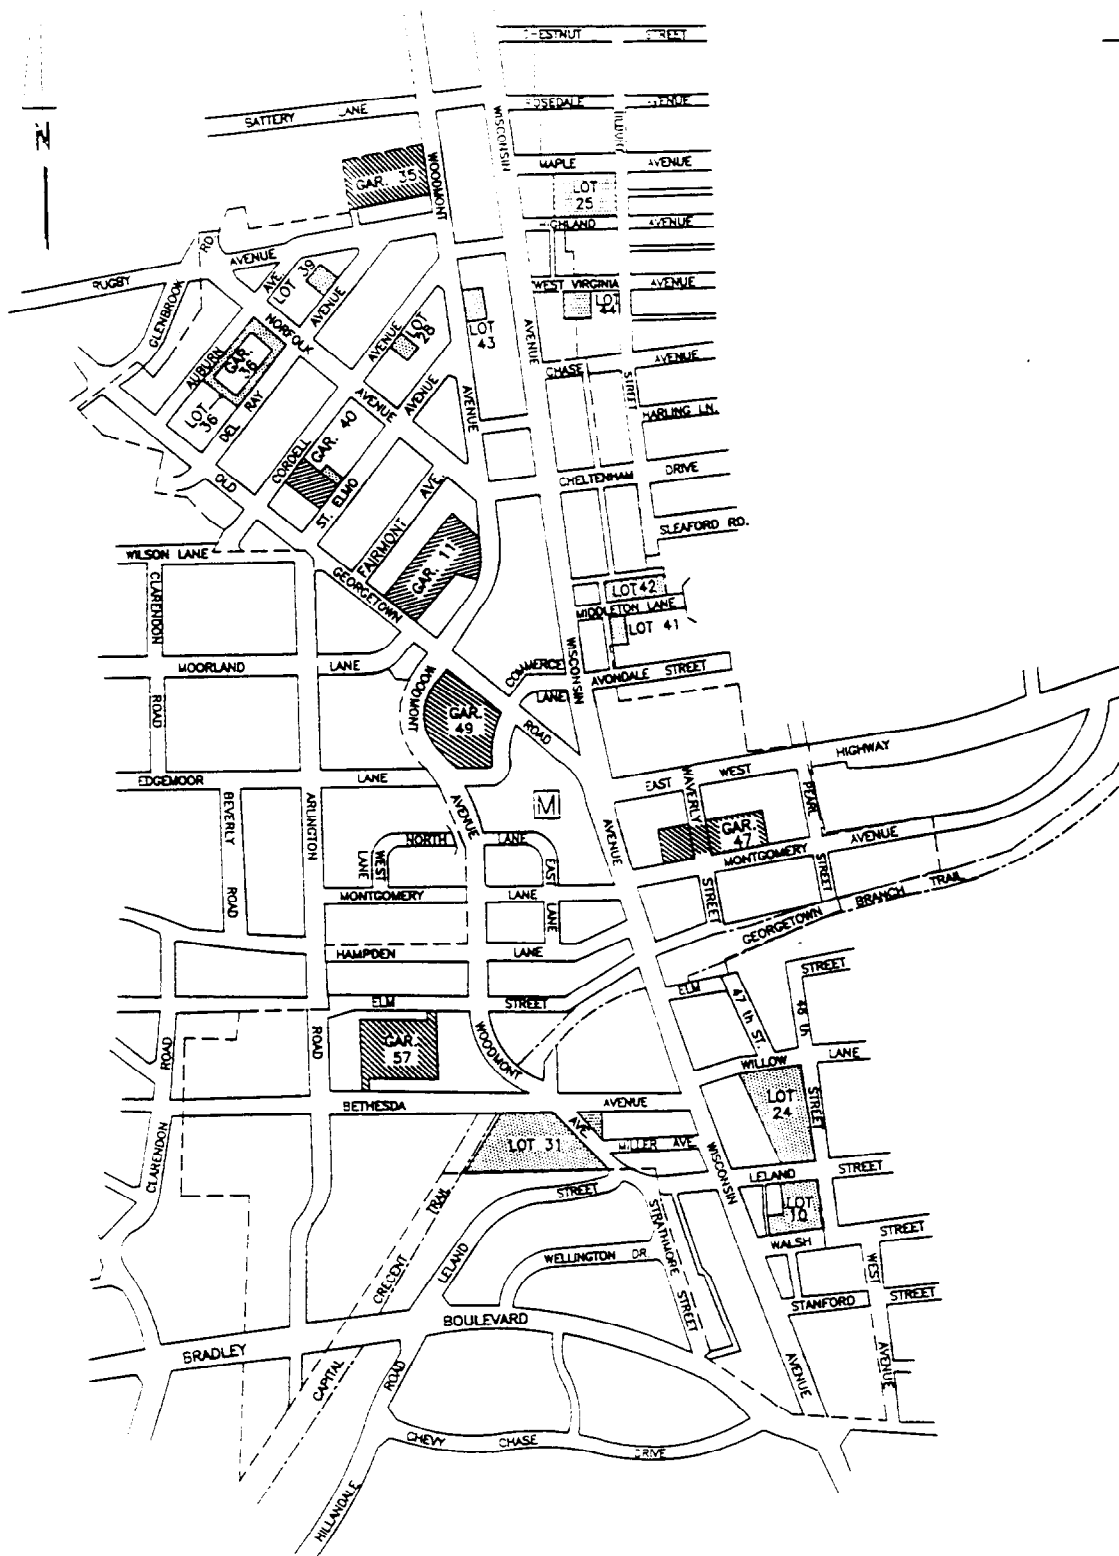 STREET
AVENUE
BATTERY LANE
WISCONSIN
N
MAPLE AVENUE
WOODMONT
GAR. 35
LOT
25
HIGHLAND AVENUE
RUGBY AVENUE
RD
GLENBROOK
AVE.
LOT 39
AVENUE
WEST VIRGINIA AVENUE
LOT
44
LOT
43
AVENUE
NORFOLK
AVENUE
LOT
28
AUBURN
GAR.
36
LOT
36
DEL RAY
CHASE AVENUE
STREET
AVENUE
AVENUE
AVENUE
HARLING LN.
CORDELL
GAR. 40
OLD
ST. ELMO
CHELTENHAM DRIVE
FAIRMONT AVE.
SLEAFORD RD.
WILSON LANE
GEORGETOWN
GAR. 11
CLARENDON
ROAD
LOT 42
MIDDLETON LANE
LOT 41
WISCONSIN
MOORLAND LANE
COMMERCE
LANE
AVONDALE STREET
WOODMONT
GAR.
49
ROAD
HIGHWAY
EAST WEST
EDGEMOOR LANE
BEVERLY
ROAD
ARLINGTON
AVENUE
M
AVENUE
WAVERLY
STREET
PEARL
STREET
GAR.
47
MONTGOMERY AVENUE
NORTH LANE
WEST
LANE
EAST
LANE
MONTGOMERY LANE
GEORGETOWN BRANCH TRAIL
HAMPDEN LANE
STREET
ELM STREET
ELM
47 th ST.
48 th
STREET
ROAD
ROAD
GAR.
57
WOODMONT
WILLOW LANE
BETHESDA AVENUE
LOT
24
AVE.
LOT 31
MILLER AVE.
CLARENDON
WISCONSIN
LELAND STREET
TRAIL
STREET
LOT
10
CRESCENT
LELAND
STRATHMORE
STREET
WALSH STREET
WELLINGTON DR.
WEST
STANFORD STREET
BOULEVARD
BRADLEY
AVENUE
AVENUE
CAPITAL
ROAD
CHEVY CHASE DRIVE
HILLANDALE